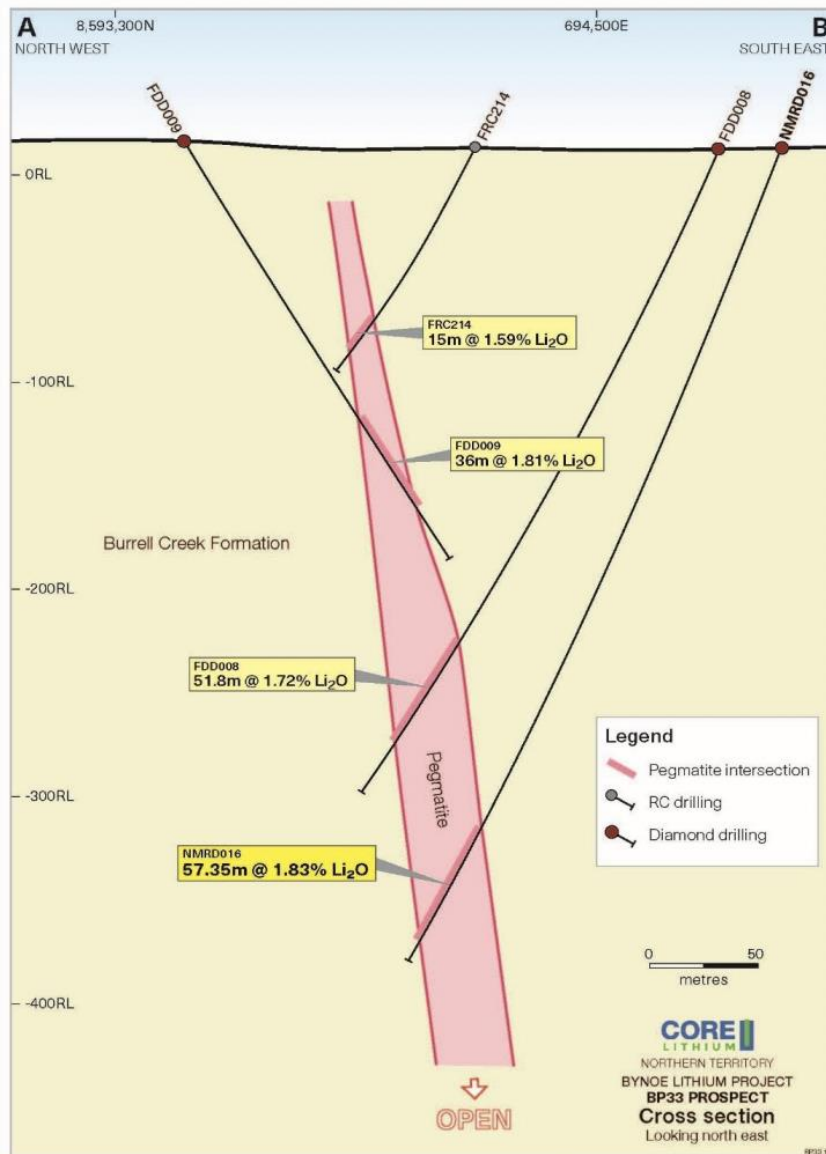 A
8,593,300N
694,500E
B
NORTH WEST
SOUTH EAST
FDD009
FRC214
FDD008
NMRD016
0RL
FRC214
15m @ 1.59% Li₂O
-100RL
FDD009
36m @ 1.81% Li₂O
Burrell Creek Formation
-200RL
FDD008
51.8m @ 1.72% Li₂O
Pegmatite
-300RL
NMRD016
57.35m @ 1.83% Li₂O
Legend
Pegmatite intersection
RC drilling
Diamond drilling
0 50
metres
-400RL
OPEN
CORE
LITHIUM
NORTHERN TERRITORY
BYNOE LITHIUM PROJECT
BP33 PROSPECT
Cross section
Looking north east